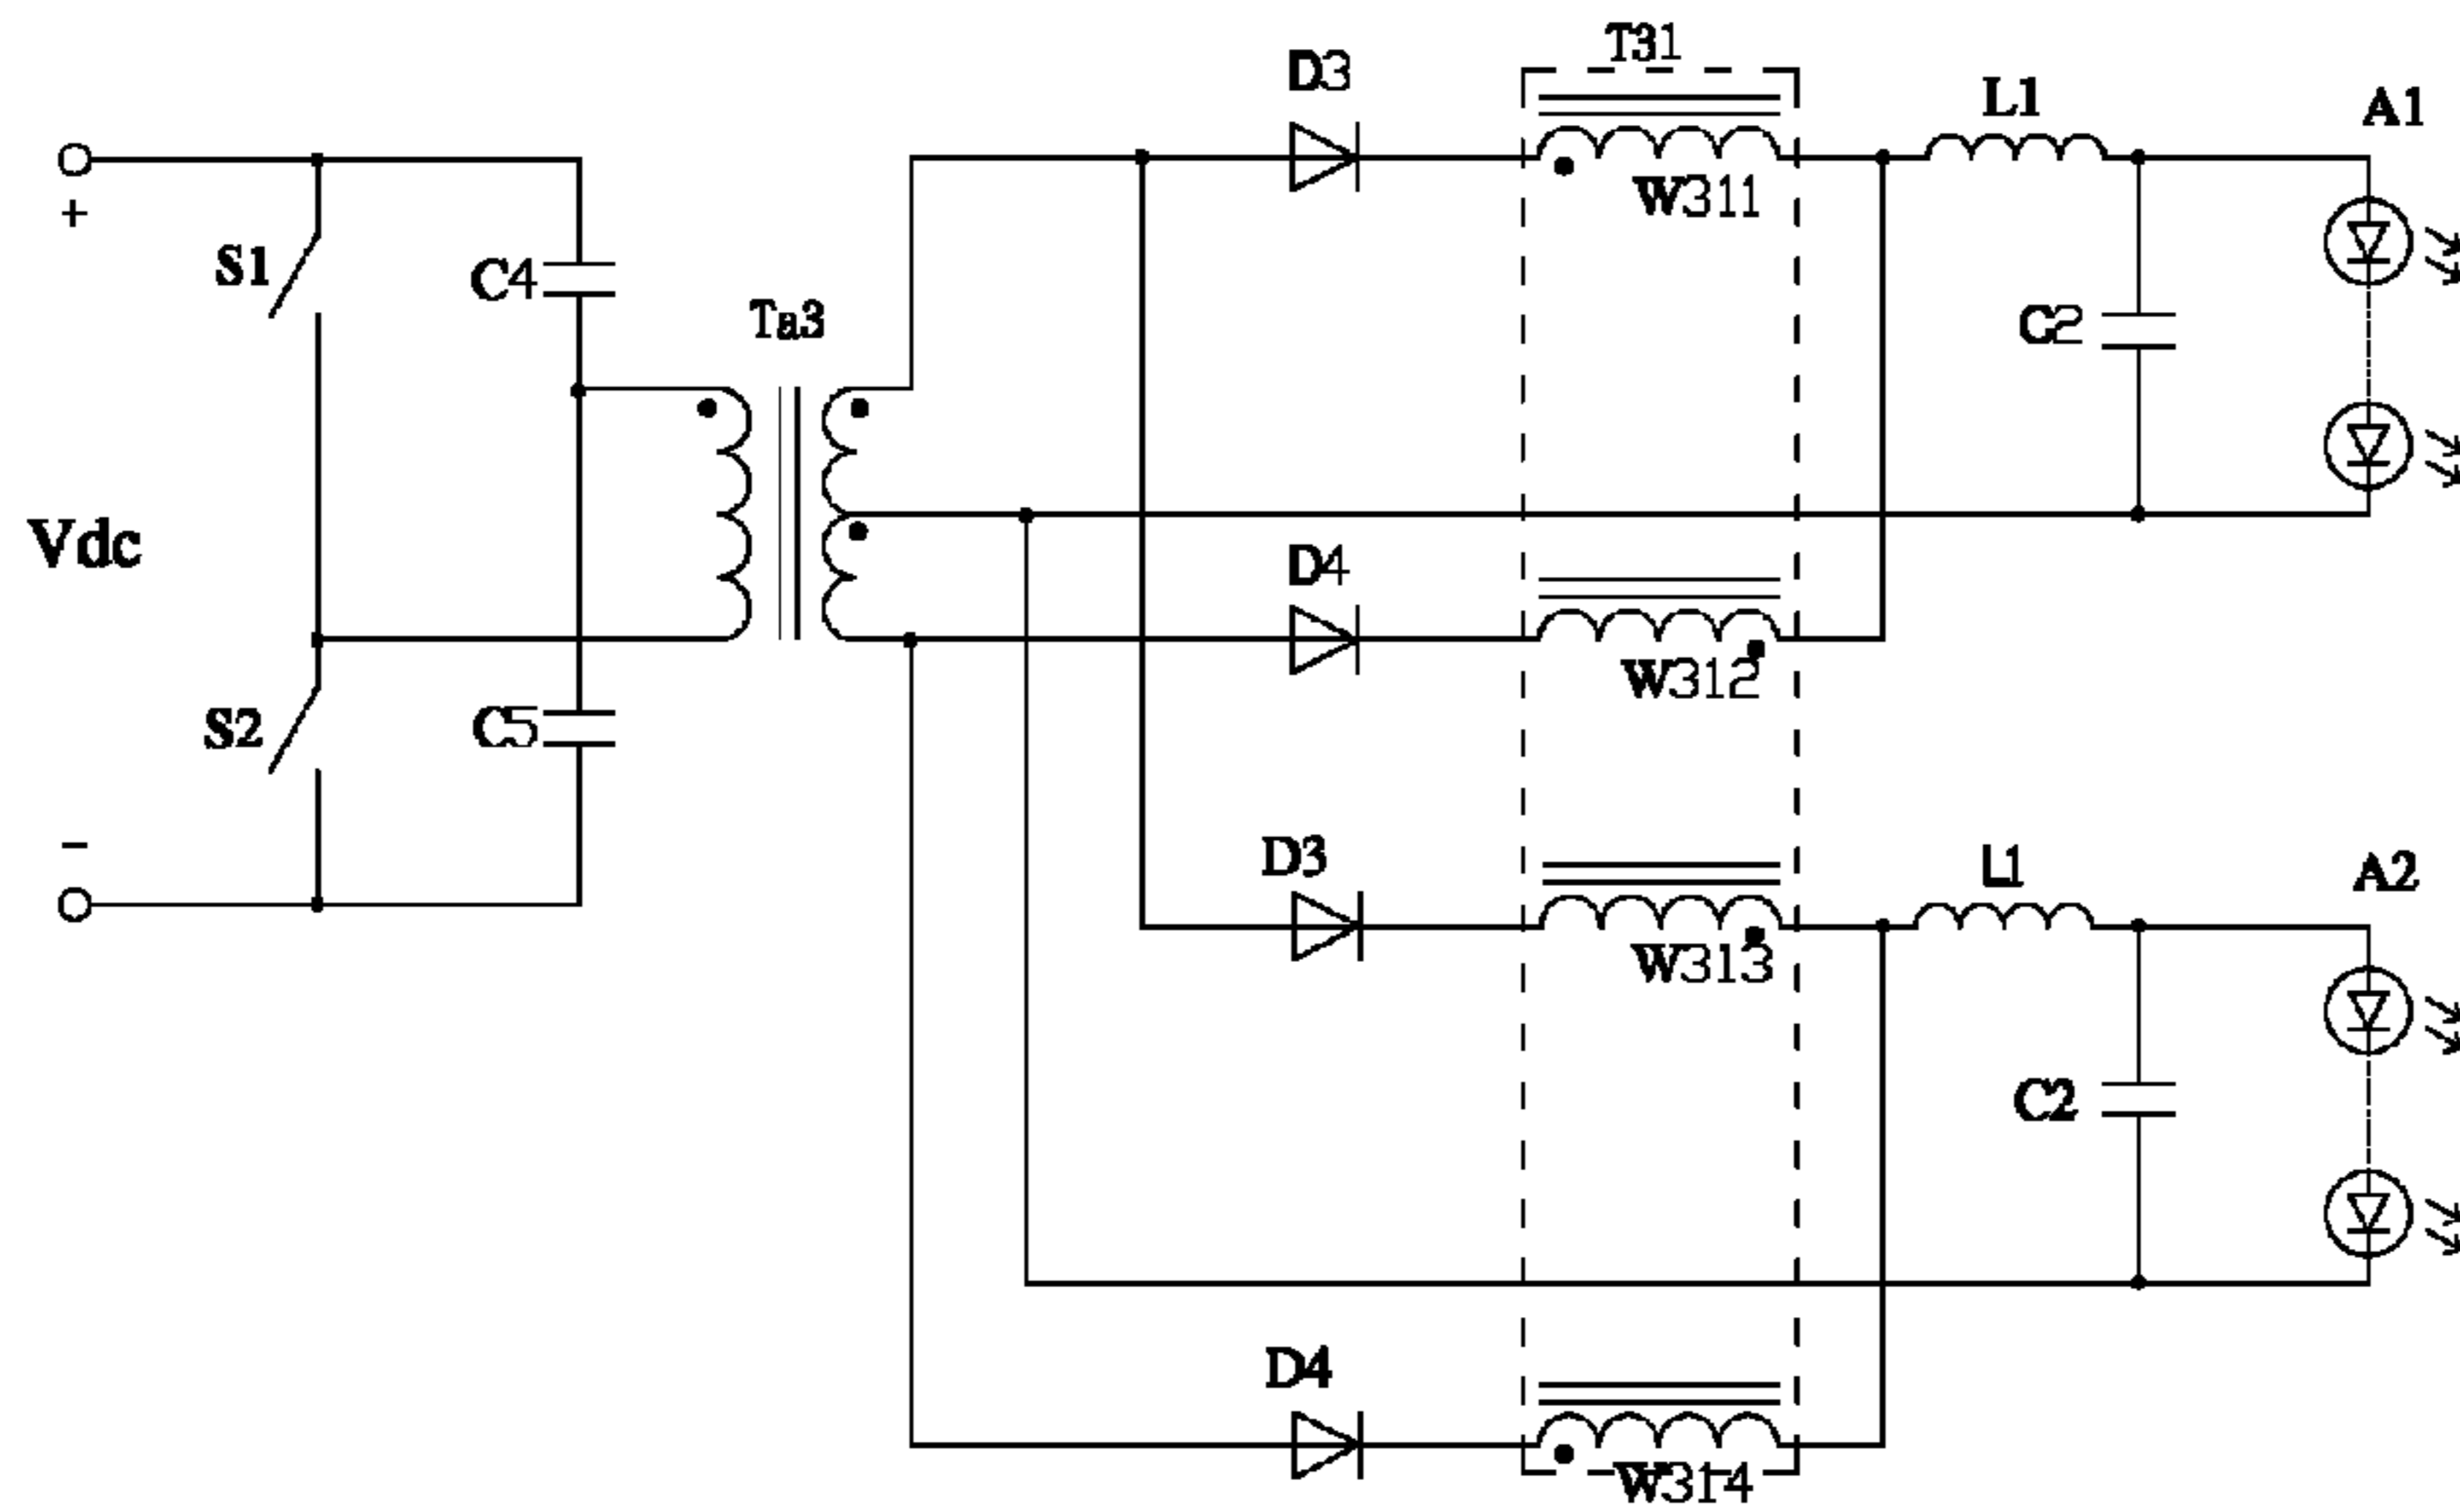 T31
D3
L1
A1
+
W311
S1
C4
Ta3
C2
Vdc
D4
W312
S2
C5
−
D3
L1
A2
W313
C2
D4
W314